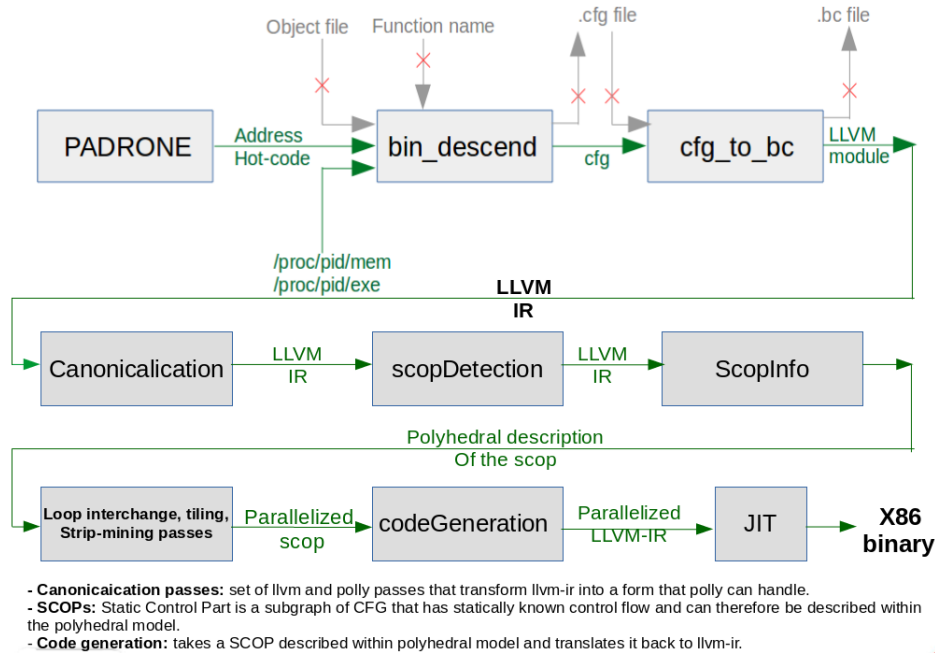 Object file
Function name
.cfg file
.bc file
PADRONE
Address
Hot-code
bin_descend
cfg
cfg_to_bc
LLVM
module
/proc/pid/mem
/proc/pid/exe
LLVM
IR
Canonicalication
LLVM
IR
scopDetection
LLVM
IR
ScopInfo
Polyhedral description
Of the scop
Loop interchange, tiling,
Strip-mining passes
Parallelized
scop
codeGeneration
Parallelized
LLVM-IR
JIT
X86
binary
- Canonicaication passes: set of llvm and polly passes that transform llvm-ir into a form that polly can handle.
- SCOPs: Static Control Part is a subgraph of CFG that has statically known control flow and can therefore be described within
the polyhedral model.
- Code generation: takes a SCOP described within polyhedral model and translates it back to llvm-ir.